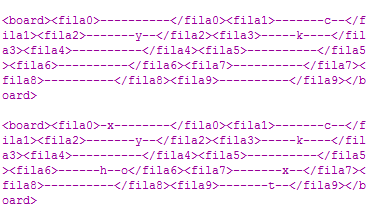 <board><fila0>----------</fila0><fila1>-------c--</f
ila1><fila2>-------y--</fila2><fila3>-----k----</fil
a3><fila4>----------</fila4><fila5>----------</fila5
><fila6>----------</fila6><fila7>----------</fila7><
fila8>----------</fila8><fila9>----------</fila9></b
oard>
<board><fila0>-x--------</fila0><fila1>-------c--</f
ila1><fila2>-------y--</fila2><fila3>-----k----</fil
a3><fila4>----------</fila4><fila5>----------</fila5
><fila6>------h--o</fila6><fila7>-------x--</fila7><
fila8>----------</fila8><fila9>-------t--</fila9></b
oard>